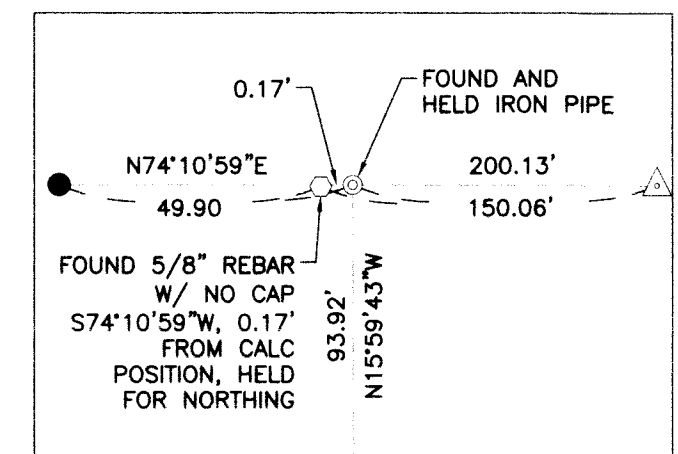 0.17'
FOUND AND
HELD IRON PIPE
N74°10'59"E
200.13'
49.90
150.06'
FOUND 5/8" REBAR
W/ NO CAP
S74°10'59"W, 0.17'
FROM CALC
POSITION, HELD
FOR NORTHING
93.92'
N15°59'43"W